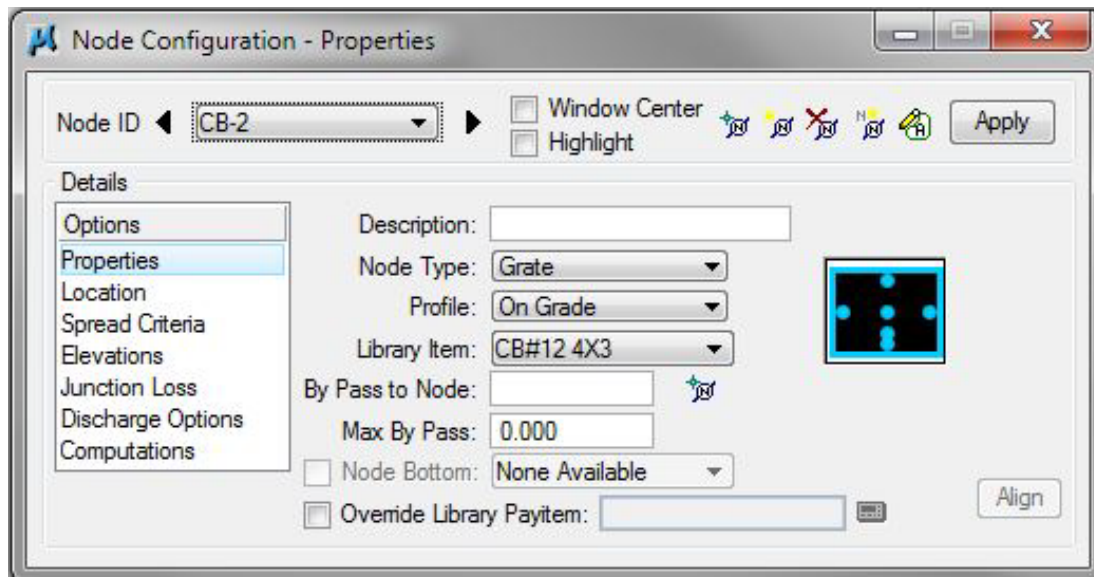 Node Configuration - Properties
Node ID CB-2 Window Center Apply
Highlight
Details
Options
Properties
Location
Spread Criteria
Elevations
Junction Loss
Discharge Options
Computations
Description:
Node Type: Grate
Profile: On Grade
Library Item: CB#12 4X3
By Pass to Node:
Max By Pass: 0.000
Node Bottom: None Available
Override Library Payitem:
Align